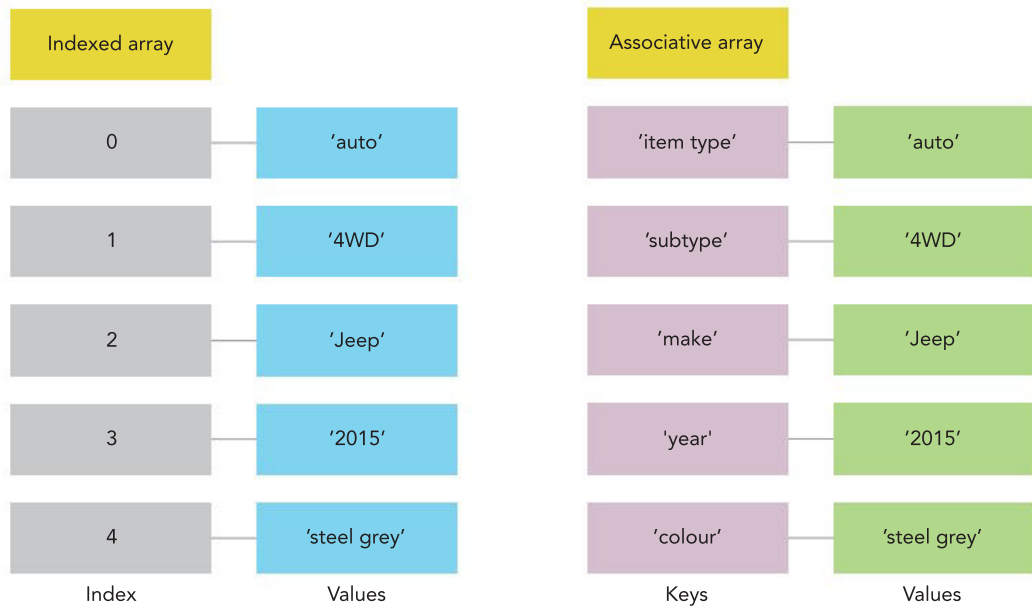 Indexed array
Associative array
0 ’auto’ ’item type’ ’auto’
1 ’4WD’ ’subtype’ ’4WD’
2 ’Jeep’ ’make’ ’Jeep’
3 ’2015’ 'year' ’2015’
4 ’steel grey’ ’colour’ ’steel grey’
Index Values Keys Values